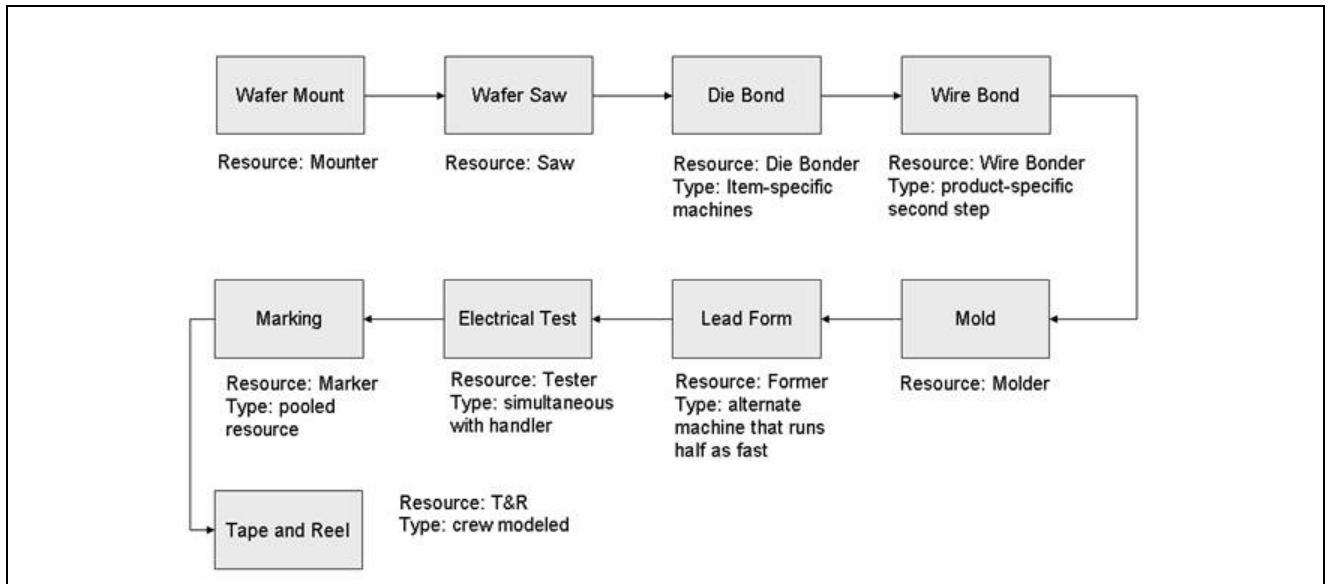 Wafer Mount
Resource: Mounter
Wafer Saw
Resource: Saw
Die Bond
Resource: Die Bonder
Type: Item-specific
machines
Wire Bond
Resource: Wire Bonder
Type: product-specific
second step
Mold
Resource: Molder
Lead Form
Resource: Former
Type: alternate
machine that runs
half as fast
Electrical Test
Resource: Tester
Type: simultaneous
with handler
Marking
Resource: Marker
Type: pooled
resource
Tape and Reel
Resource: T&R
Type: crew modeled